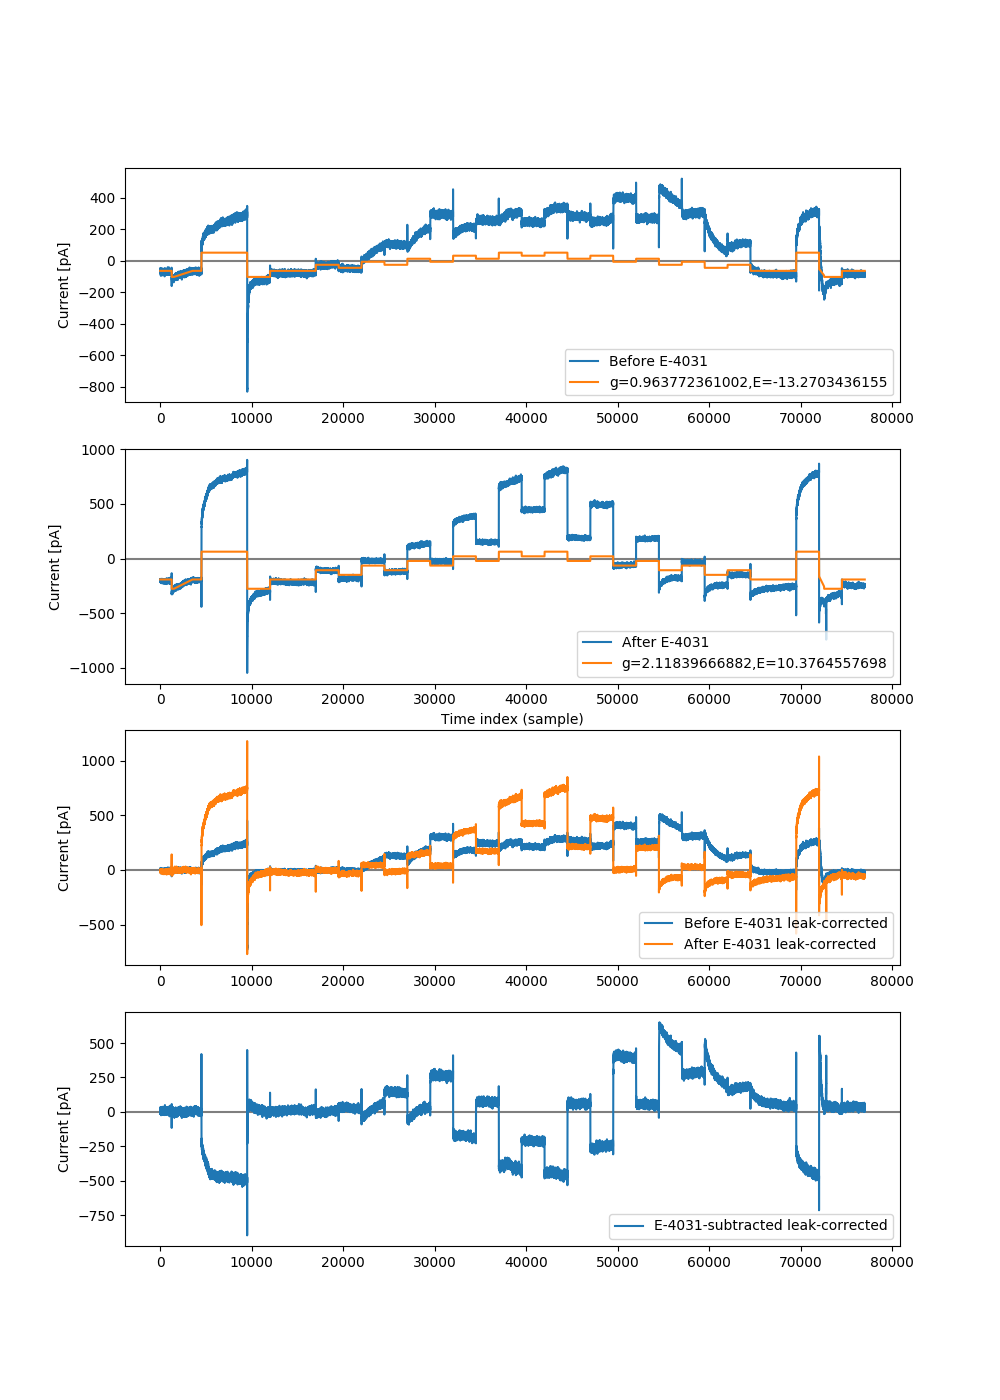 400
200
0
−200
−400
−600
−800
Current [pA]
Before E-4031
g=0.963772361002,E=-13.2703436155
0 10000 20000 30000 40000 50000 60000 70000 80000
1000
500
0
−500
−1000
Current [pA]
After E-4031
g=2.11839666882,E=10.3764557698
0 10000 20000 30000 40000 50000 60000 70000 80000
Time index (sample)
1000
500
0
−500
Current [pA]
Before E-4031 leak-corrected
After E-4031 leak-corrected
0 10000 20000 30000 40000 50000 60000 70000 80000
500
250
0
−250
−500
−750
Current [pA]
E-4031-subtracted leak-corrected
0 10000 20000 30000 40000 50000 60000 70000 80000